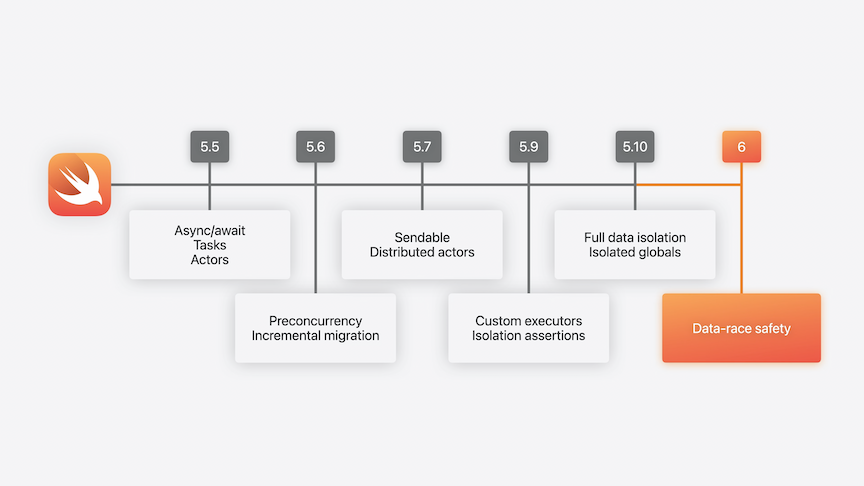 5.5
5.6
5.7
5.9
5.10
6
Async/await
Tasks
Actors
Sendable
Distributed actors
Full data isolation
Isolated globals
Preconcurrency
Incremental migration
Custom executors
Isolation assertions
Data-race safety